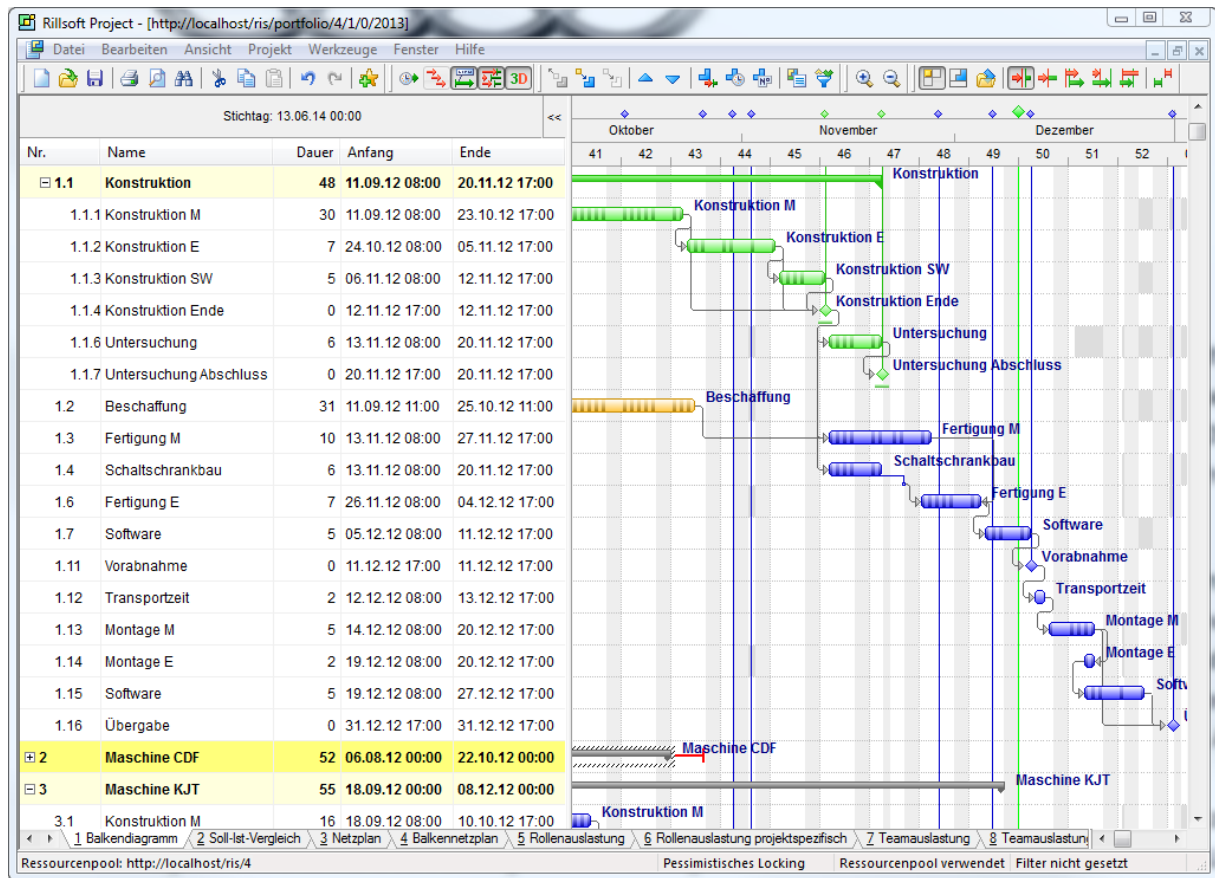 Rillsoft Project - [http://localhost/ris/portfolio/4/1/0/2013]
Datei Bearbeiten Ansicht Projekt Werkzeuge Fenster Hilfe
3D
Stichtag: 13.06.14 00:00 <<
Oktober November Dezember
Nr. Name Dauer Anfang Ende 41 42 43 44 45 46 47 48 49 50 51 52
1.1 Konstruktion 48 11.09.12 08:00 20.11.12 17:00 Konstruktion
1.1.1 Konstruktion M 30 11.09.12 08:00 23.10.12 17:00 Konstruktion M
1.1.2 Konstruktion E 7 24.10.12 08:00 05.11.12 17:00 Konstruktion E
1.1.3 Konstruktion SW 5 06.11.12 08:00 12.11.12 17:00 Konstruktion SW
1.1.4 Konstruktion Ende 0 12.11.12 17:00 12.11.12 17:00 Konstruktion Ende
1.1.6 Untersuchung 6 13.11.12 08:00 20.11.12 17:00 Untersuchung
1.1.7 Untersuchung Abschluss 0 20.11.12 17:00 20.11.12 17:00 Untersuchung Abschluss
1.2 Beschaffung 31 11.09.12 11:00 25.10.12 11:00 Beschaffung
1.3 Fertigung M 10 13.11.12 08:00 27.11.12 17:00 Fertigung M
1.4 Schaltschrankbau 6 13.11.12 08:00 20.11.12 17:00 Schaltschrankbau
1.6 Fertigung E 7 26.11.12 08:00 04.12.12 17:00 Fertigung E
1.7 Software 5 05.12.12 08:00 11.12.12 17:00 Software
1.11 Vorabnahme 0 11.12.12 17:00 11.12.12 17:00 Vorabnahme
1.12 Transportzeit 2 12.12.12 08:00 13.12.12 17:00 Transportzeit
1.13 Montage M 5 14.12.12 08:00 20.12.12 17:00 Montage M
1.14 Montage E 2 19.12.12 08:00 20.12.12 17:00 Montage E
1.15 Software 5 19.12.12 08:00 27.12.12 17:00
1.16 Übergabe 0 31.12.12 17:00 31.12.12 17:00
2 Maschine CDF 52 06.08.12 00:00 22.10.12 00:00 Maschine CDF
3 Maschine KJT 55 18.09.12 00:00 08.12.12 00:00 Maschine KJT
3.1 Konstruktion M 16 18.09.12 08:00 10.10.12 17:00 Konstruktion M
1 Balkendiagramm 2 Soll-Ist-Vergleich 3 Netzplan 4 Balkennetzplan 5 Rollenauslastung 6 Rollenauslastung projektspezifisch 7 Teamauslastung 8 Teamauslastung
Ressourcenpool: http://localhost/ris/4 Pessimistisches Locking Ressourcenpool verwendet Filter nicht gesetzt